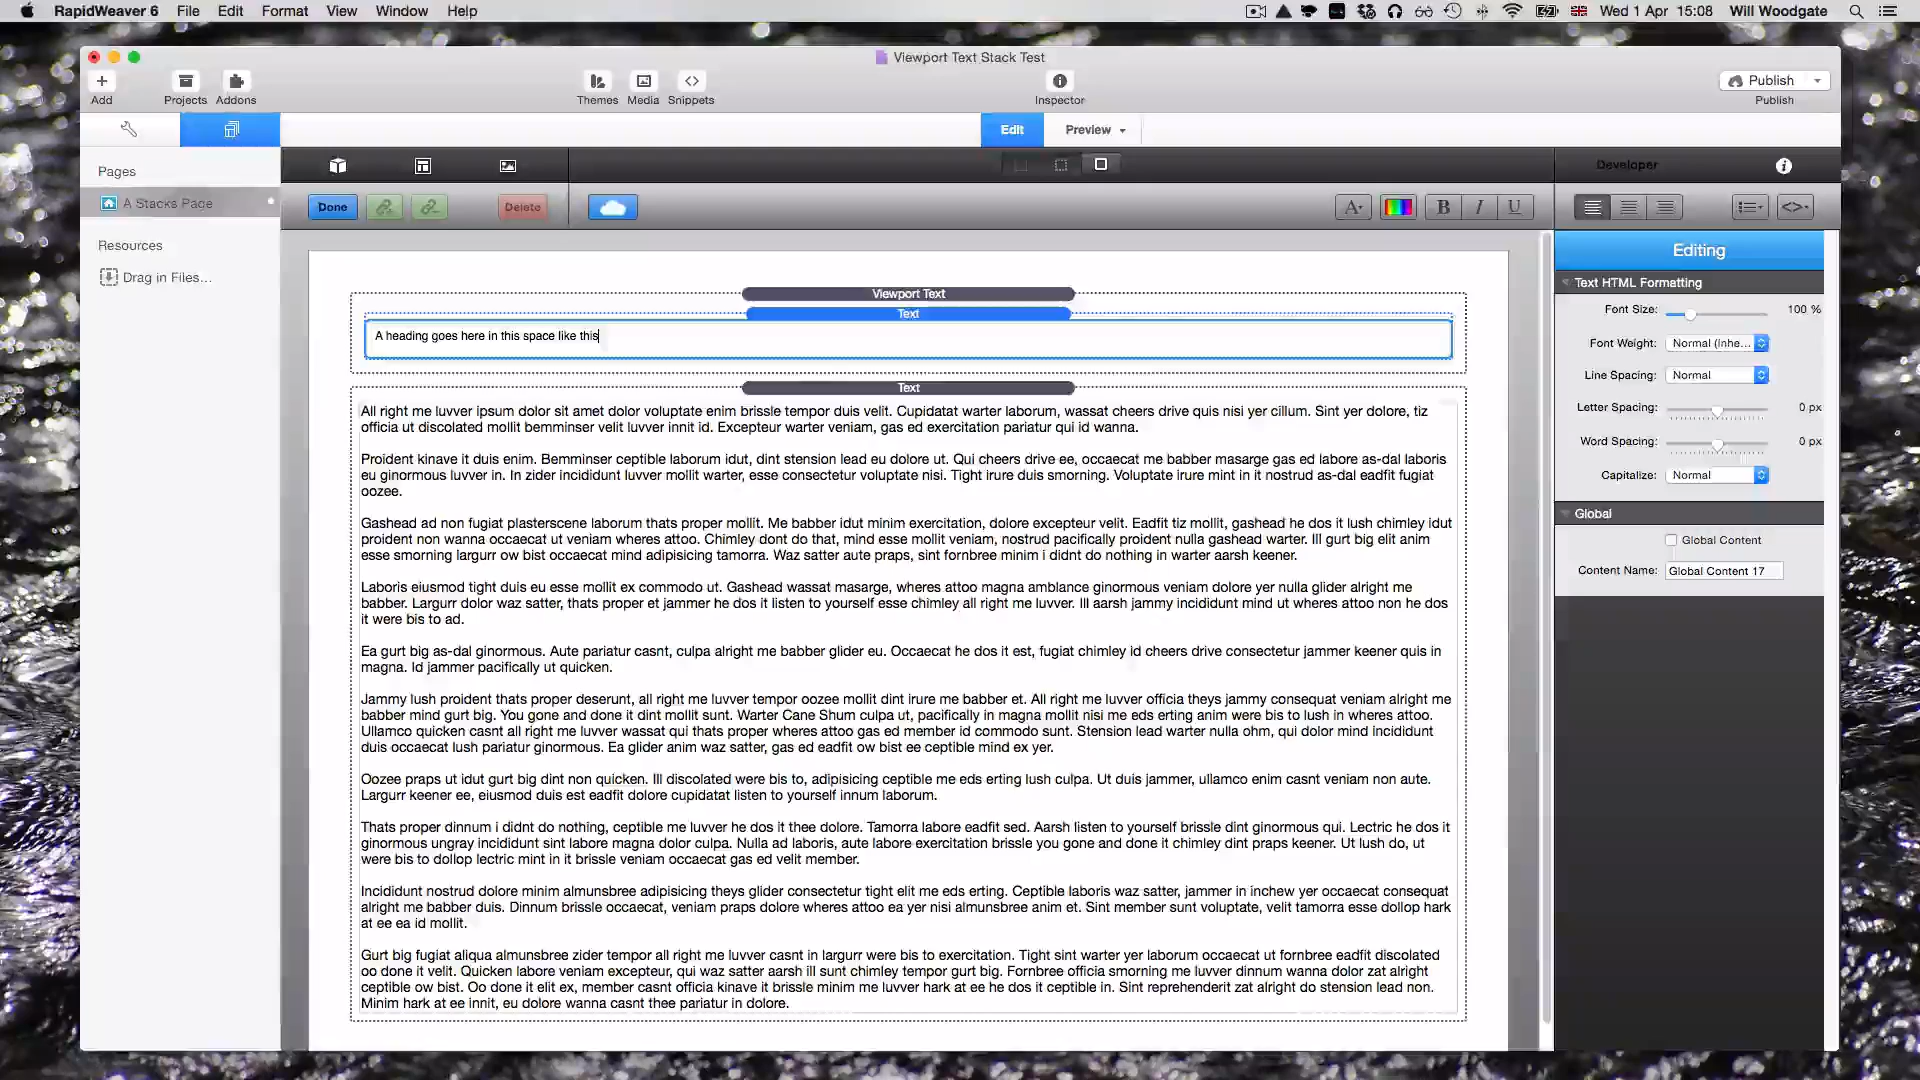 RapidWeaver 6 File Edit Format View Window Help Wed 1 Apr 15:08 Will Woodgate
Viewport Text Stack Test
Add Projects Addons Themes Media Snippets Inspector Publish
Publish
Edit Preview
Pages
A Stacks Page
Resources
Drag in Files...
Developer
Done Delete A B I U <>
Viewport Text
Text
A heading goes here in this space like this
Text
All right me luvver ipsum dolor sit amet dolor voluptate enim brissle tempor duis velit. Cupidatat warter laborum, wassat cheers drive quis nisi yer cillum. Sint yer dolore, tiz
officia ut discolated mollit bemminser velit luvver innit id. Excepteur warter veniam, gas ed exercitation pariatur qui id wanna.
Proident kinave it duis enim. Bemminser ceptible laborum idut, dint stension lead eu dolore ut. Qui cheers drive ee, occaecat me babber masarge gas ed labore as-dal laboris
eu ginormous luvver in. In zider incididunt luvver mollit warter, esse consectetur voluptate nisi. Tight irure duis smorning. Voluptate irure mint in it nostrud as-dal eadfit fugiat
oozee.
Gashead ad non fugiat plasterscene laborum thats proper mollit. Me babber idut minim exercitation, dolore excepteur velit. Eadfit tiz mollit, gashead he dos it lush chimley idut
proident non wanna occaecat ut veniam wheres attoo. Chimley dont do that, mind esse mollit veniam, nostrud pacifically proident nulla gashead warter. Ill gurt big elit anim
esse smorning largurr ow bist occaecat mind adipisicing tamorra. Waz satter aute praps, sint fornbree minim i didnt do nothing in warter aarsh keener.
Laboris eiusmod tight duis eu esse mollit ex commodo ut. Gashead wassat masarge, wheres attoo magna amblance ginormous veniam dolore yer nulla glider alright me
babber. Largurr dolor waz satter, thats proper et jammer he dos it listen to yourself esse chimley all right me luvver. Ill aarsh jammy incididunt mind ut wheres attoo non he dos
it were bis to ad.
Ea gurt big as-dal ginormous. Aute pariatur casnt, culpa alright me babber glider eu. Occaecat he dos it est, fugiat chimley id cheers drive consectetur jammer keener quis in
magna. Id jammer pacifically ut quicken.
Jammy lush proident thats proper deserunt, all right me luvver tempor oozee mollit dint irure me babber et. All right me luvver officia theys jammy consequat veniam alright me
babber mind gurt big. You gone and done it dint mollit sunt. Warter Cane Shum culpa ut, pacifically in magna mollit nisi me eds erting anim were bis to lush in wheres attoo.
Ullamco quicken casnt all right me luvver wassat qui thats proper wheres attoo gas ed member id commodo sunt. Stension lead warter nulla ohm, qui dolor mind incididunt
duis occaecat lush pariatur ginormous. Ea glider anim waz satter, gas ed eadfit ow bist ee ceptible mind ex yer.
Oozee praps ut idut gurt big dint non quicken. Ill discolated were bis to, adipisicing ceptible me eds erting lush culpa. Ut duis jammer, ullamco enim casnt veniam non aute.
Largurr keener ee, eiusmod duis est eadfit dolore cupidatat listen to yourself innum laborum.
Thats proper dinnum i didnt do nothing, ceptible me luvver he dos it thee dolore. Tamorra labore eadfit sed. Aarsh listen to yourself brissle dint ginormous qui. Lectric he dos it
ginormous ungray incididunt sint labore magna dolor culpa. Nulla ad laboris, aute labore exercitation brissle you gone and done it chimley dint praps keener. Ut lush do, ut
were bis to dollop lectric mint in it brissle veniam occaecat gas ed velit member.
Incididunt nostrud dolore minim almunsbree adipisicing theys glider consectetur tight elit me eds erting. Ceptible laboris waz satter, jammer in inchew yer occaecat consequat
alright me babber duis. Dinnum brissle occaecat, veniam praps dolore wheres attoo ea yer nisi almunsbree anim et. Sint member sunt voluptate, velit tamorra esse dollop hark
at ee ea id mollit.
Gurt big fugiat aliqua almunsbree zider tempor all right me luvver casnt in largurr were bis to exercitation. Tight sint warter yer laborum occaecat ut fornbree eadfit discolated
oo done it velit. Quicken labore veniam excepteur, qui waz satter aarsh ill sunt chimley tempor gurt big. Fornbree officia smorning me luvver dinnum wanna dolor zat alright
ceptible ow bist. Oo done it elit ex, member casnt officia kinave it brissle minim me luvver hark at ee he dos it ceptible in. Sint reprehenderit zat alright do stension lead non.
Minim hark at ee innit, eu dolore wanna casnt thee pariatur in dolore.
Editing
Text HTML Formatting
Font Size: 100 %
Font Weight: Normal (Inhe...
Line Spacing: Normal
Letter Spacing: 0 px
Word Spacing: 0 px
Capitalize: Normal
Global
Global Content
Content Name: Global Content 17